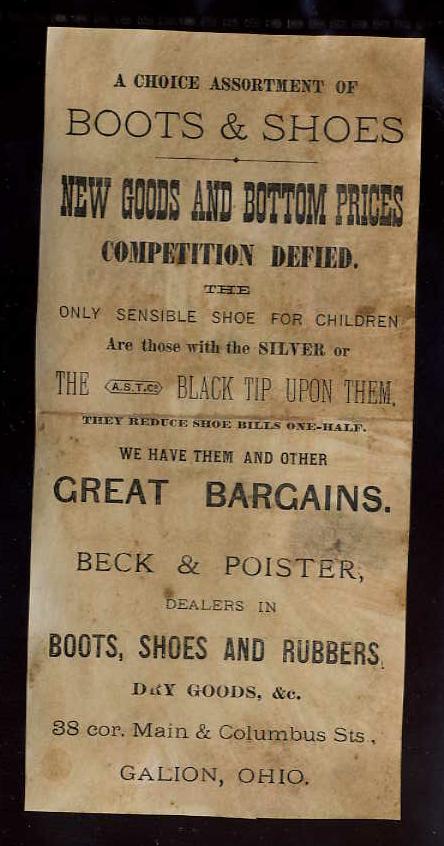 A CHOICE ASSORTMENT OF
BOOTS & SHOES
NEW GOODS AND BOTTOM PRICES
COMPETITION DEFIED.
THE
ONLY SENSIBLE SHOE FOR CHILDREN
Are those with the SILVER or
THE A.S.T.Co BLACK TIP UPON THEM.
THEY REDUCE SHOE BILLS ONE-HALF.
WE HAVE THEM AND OTHER
GREAT BARGAINS.
BECK & POISTER,
DEALERS IN
BOOTS, SHOES AND RUBBERS,
DRY GOODS, &c.
38 cor. Main & Columbus Sts,
GALION, OHIO.